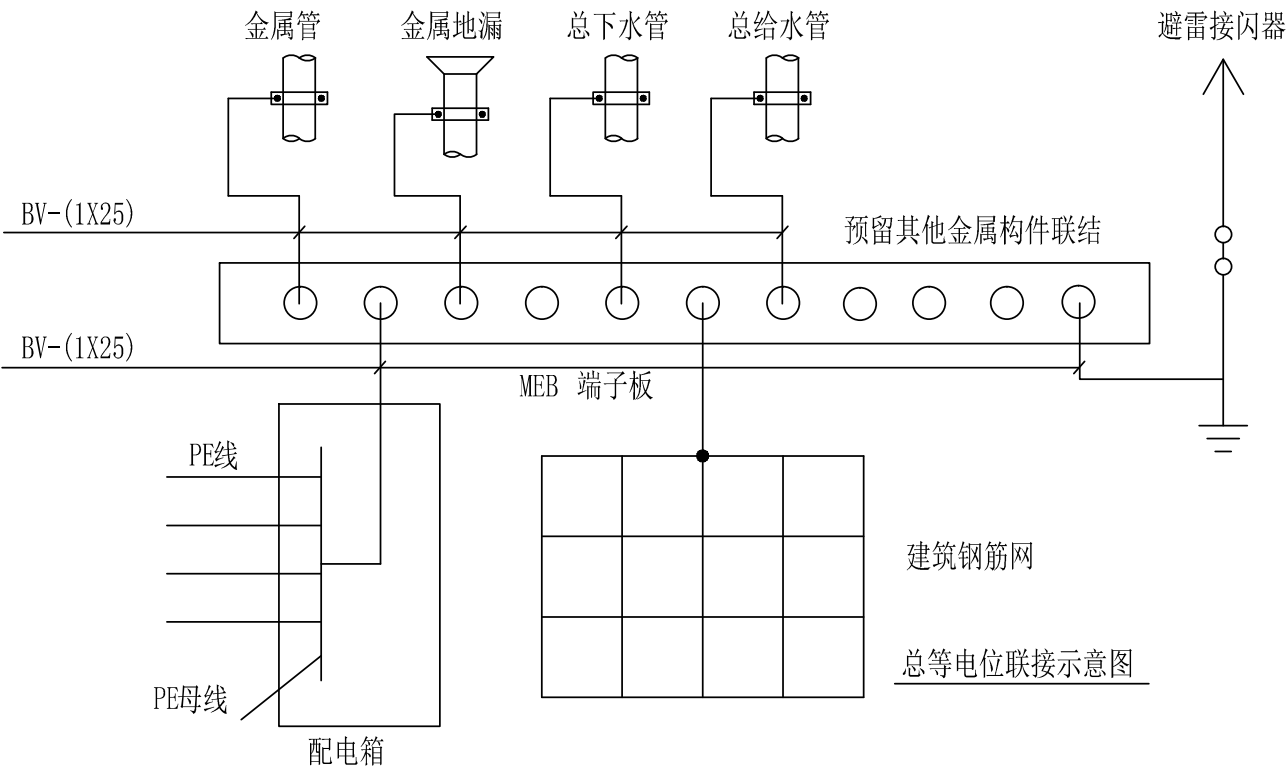 金属管
金属地漏
总下水管
总给水管
避雷接闪器
BV-(1X25)
预留其他金属构件联结
BV-(1X25)
MEB 端子板
PE线
建筑钢筋网
总等电位联接示意图
PE母线
配电箱